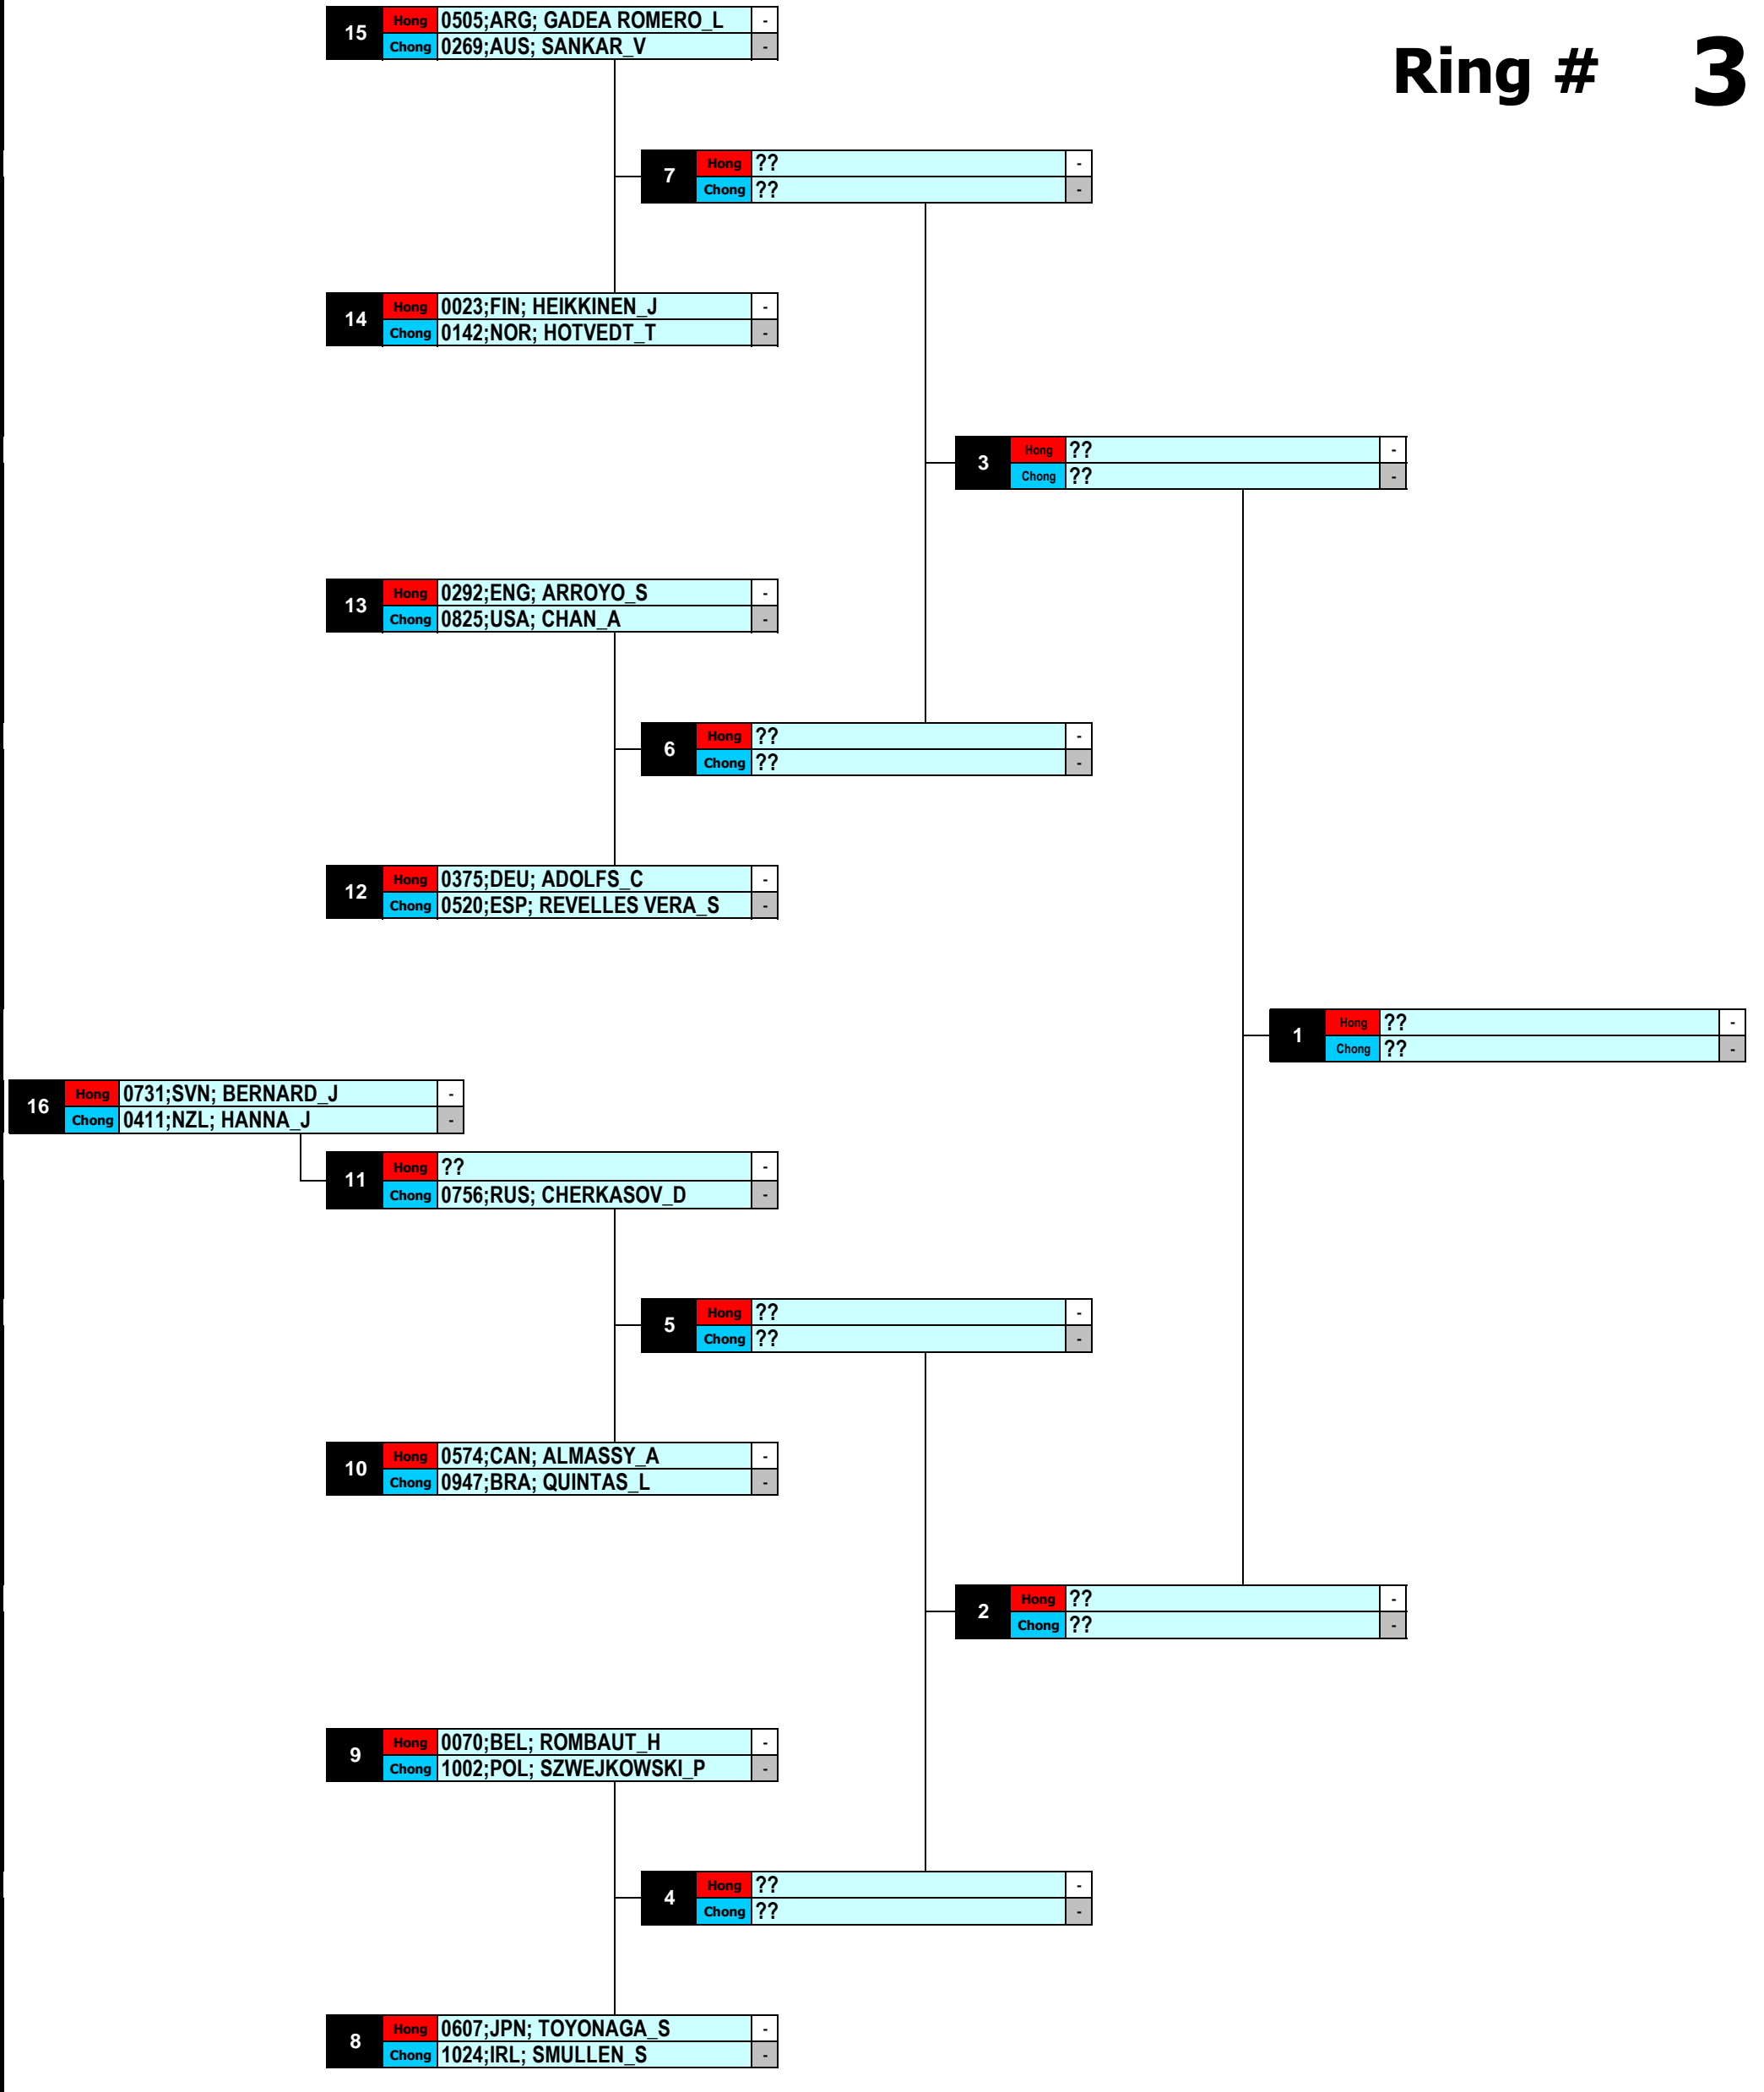 Ring # 3
15 Hong 0505;ARG; GADEA ROMERO_L -
Chong 0269;AUS; SANKAR_V -
7 Hong ?? -
Chong ?? -
14 Hong 0023;FIN; HEIKKINEN_J -
Chong 0142;NOR; HOTVEDT_T -
3 Hong ?? -
Chong ?? -
13 Hong 0292;ENG; ARROYO_S -
Chong 0825;USA; CHAN_A -
6 Hong ?? -
Chong ?? -
12 Hong 0375;DEU; ADOLFS_C -
Chong 0520;ESP; REVELLES VERA_S -
1 Hong ?? -
Chong ?? -
16 Hong 0731;SVN; BERNARD_J -
Chong 0411;NZL; HANNA_J -
11 Hong ?? -
Chong 0756;RUS; CHERKASOV_D -
5 Hong ?? -
Chong ?? -
10 Hong 0574;CAN; ALMASSY_A -
Chong 0947;BRA; QUINTAS_L -
2 Hong ?? -
Chong ?? -
9 Hong 0070;BEL; ROMBAUT_H -
Chong 1002;POL; SZWEJKOWSKI_P -
4 Hong ?? -
Chong ?? -
8 Hong 0607;JPN; TOYONAGA_S -
Chong 1024;IRL; SMULLEN_S -